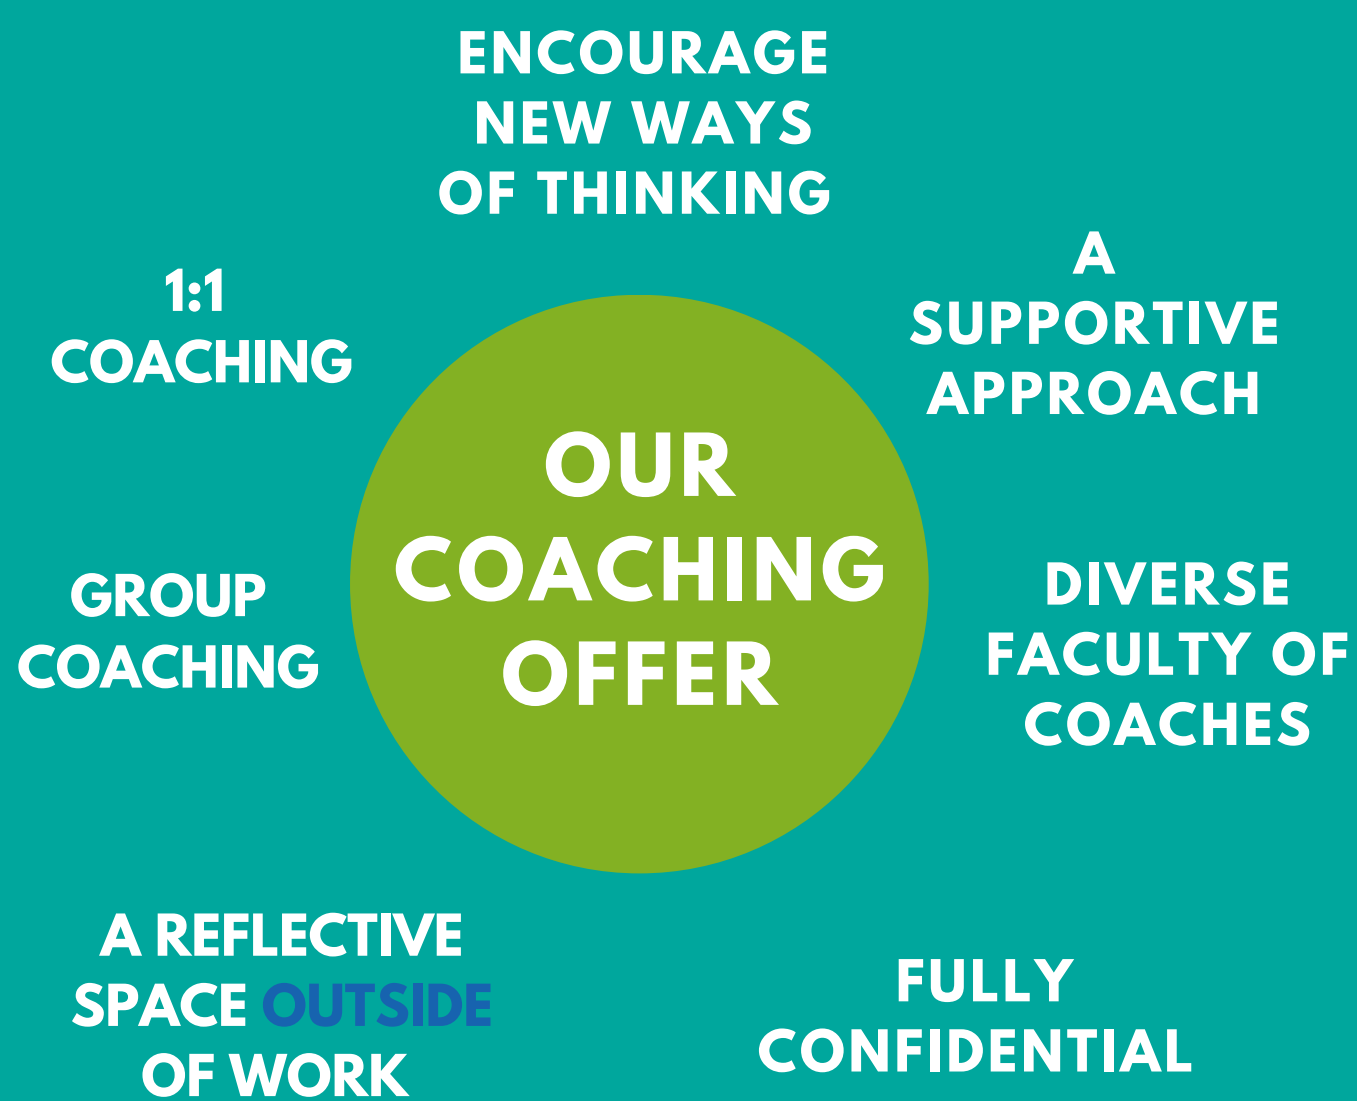 ENCOURAGE
NEW WAYS
OF THINKING
A
SUPPORTIVE
APPROACH
1:1
COACHING
OUR
COACHING
OFFER
GROUP
COACHING
DIVERSE
FACULTY OF
COACHES
A REFLECTIVE
SPACE OUTSIDE
OF WORK
FULLY
CONFIDENTIAL